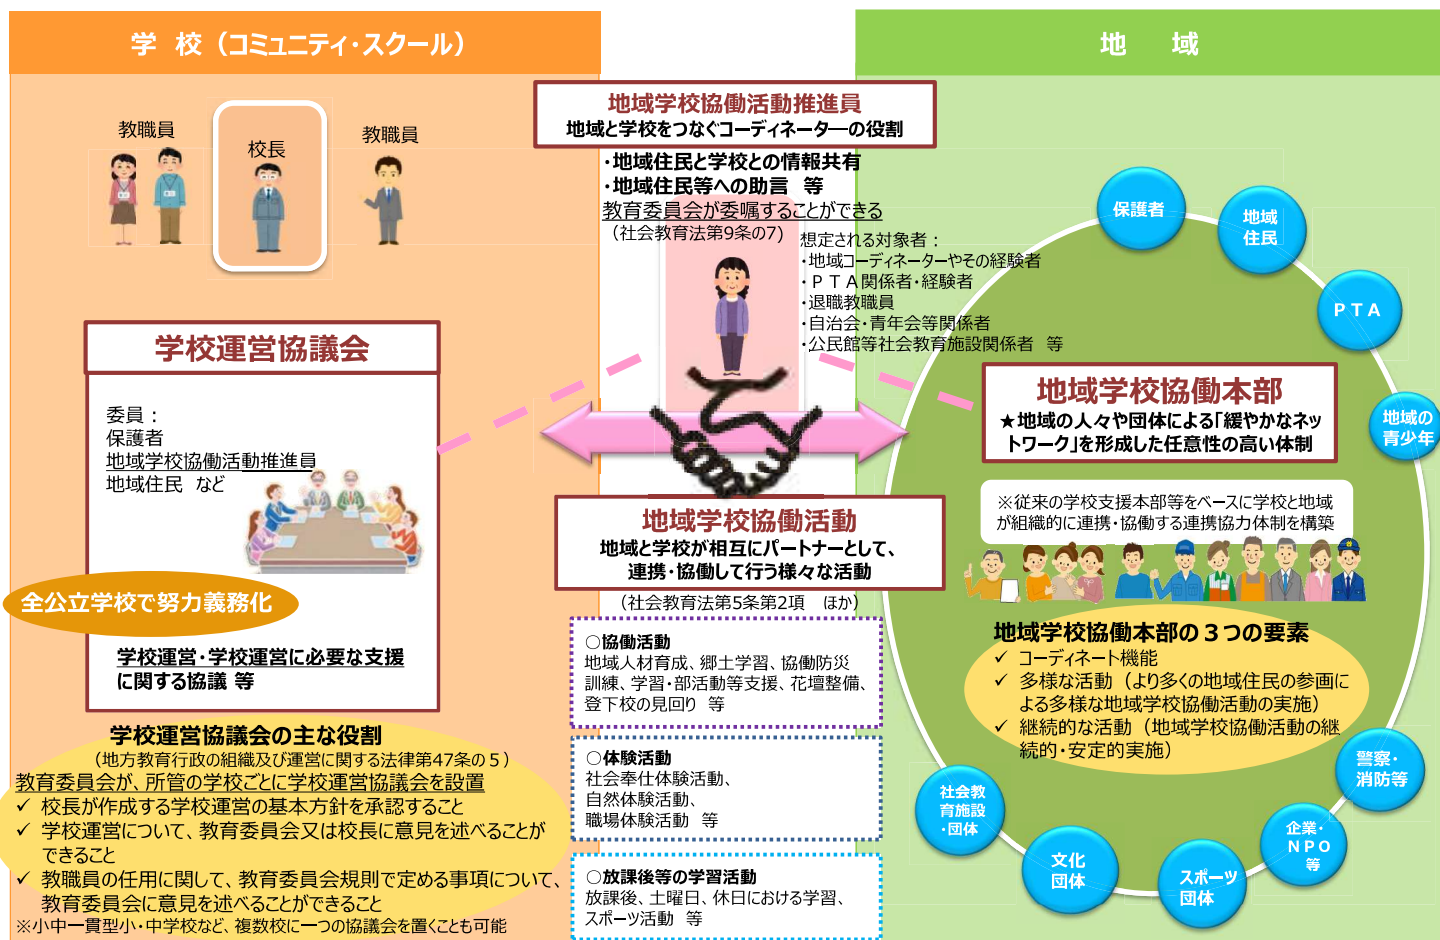 学 校（コミュニティ・スクール）
地 域
教職員
校長
教職員
地域学校協働活動推進員
地域と学校をつなぐコーディネーターの役割
・地域住民と学校との情報共有
・地域住民等への助言 等
教育委員会が委嘱することができる
（社会教育法第9条の7）
想定される対象者：
・地域コーディネーターやその経験者
・ＰＴＡ関係者・経験者
・退職教職員
・自治会・青年会等関係者
・公民館等社会教育施設関係者 等
学校運営協議会
委員：
保護者
地域学校協働活動推進員
地域住民 など
全公立学校で努力義務化
学校運営・学校運営に必要な支援
に関する協議 等
学校運営協議会の主な役割
（地方教育行政の組織及び運営に関する法律第47条の５）
教育委員会が、所管の学校ごとに学校運営協議会を設置
✓ 校長が作成する学校運営の基本方針を承認すること
✓ 学校運営について、教育委員会又は校長に意見を述べることが
できること
✓ 教職員の任用に関して、教育委員会規則で定める事項について、
教育委員会に意見を述べることができること
※小中一貫型小・中学校など、複数校に一つの協議会を置くことも可能
地域学校協働活動
地域と学校が相互にパートナーとして、
連携・協働して行う様々な活動
（社会教育法第5条第2項 ほか）
○協働活動
地域人材育成、郷土学習、協働防災
訓練、学習・部活動等支援、花壇整備、
登下校の見回り 等
○体験活動
社会奉仕体験活動、
自然体験活動、
職場体験活動 等
○放課後等の学習活動
放課後、土曜日、休日における学習、
スポーツ活動 等
保護者
地域
住民
ＰＴＡ
地域の
青少年
地域学校協働本部
★地域の人々や団体による「緩やかなネッ
トワーク」を形成した任意性の高い体制
※従来の学校支援本部等をベースに学校と地域
が組織的に連携・協働する連携協力体制を構築
地域学校協働本部の３つの要素
✓ コーディネート機能
✓ 多様な活動（より多くの地域住民の参画に
よる多様な地域学校協働活動の実施）
✓ 継続的な活動（地域学校協働活動の継
続的・安定的実施）
警察・
消防等
企業・
ＮＰＯ
等
スポーツ
団体
文化
団体
社会教
育施設
・団体